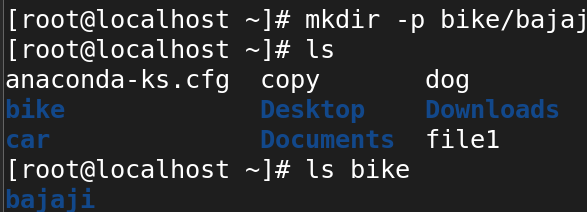 [root@localhost ~]# mkdir -p bike/bajaj
[root@localhost ~]# ls
anaconda-ks.cfg copy dog
bike Desktop Downloads
car Documents file1
[root@localhost ~]# ls bike
bajaji